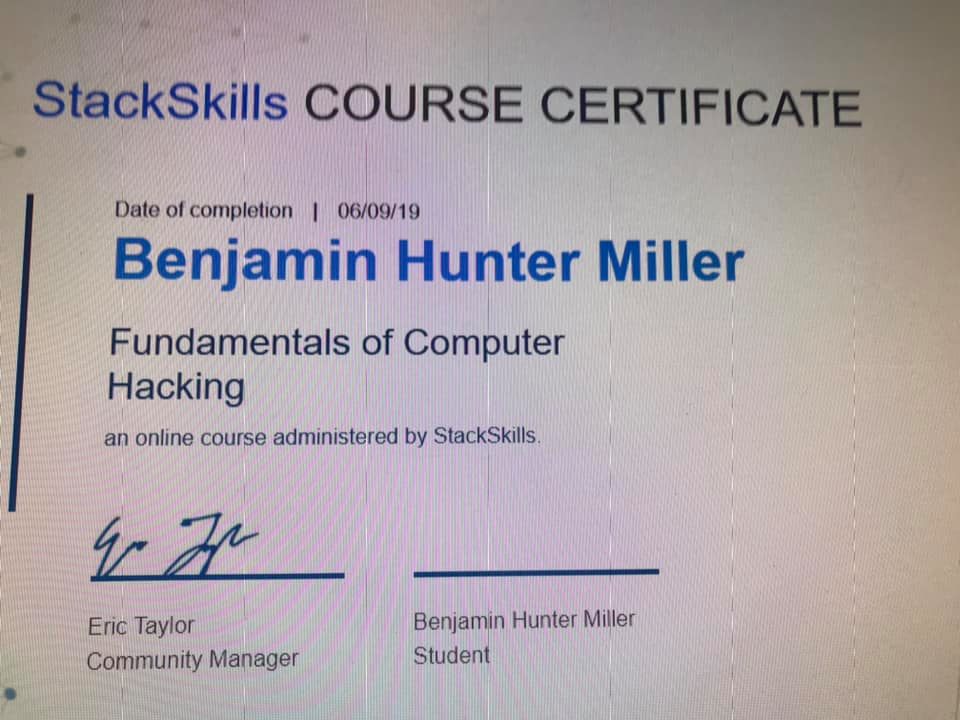 StackSkills COURSE CERTIFICATE
Date of completion | 06/09/19
Benjamin Hunter Miller
Fundamentals of Computer
Hacking
an online course administered by StackSkills.
Eric Taylor
Benjamin Hunter Miller
Community Manager
Student